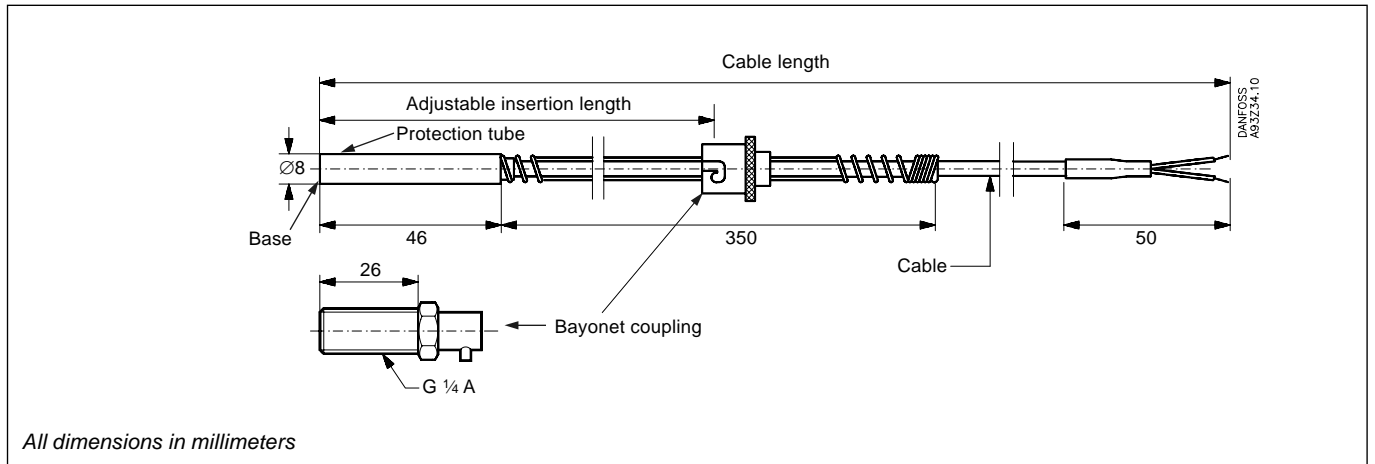 Cable length
DANFOSS
A93Z34.10
Adjustable insertion length
Protection tube
∅8
Base
46
350
50
Cable
26
Bayonet coupling
G ¼ A
All dimensions in millimeters